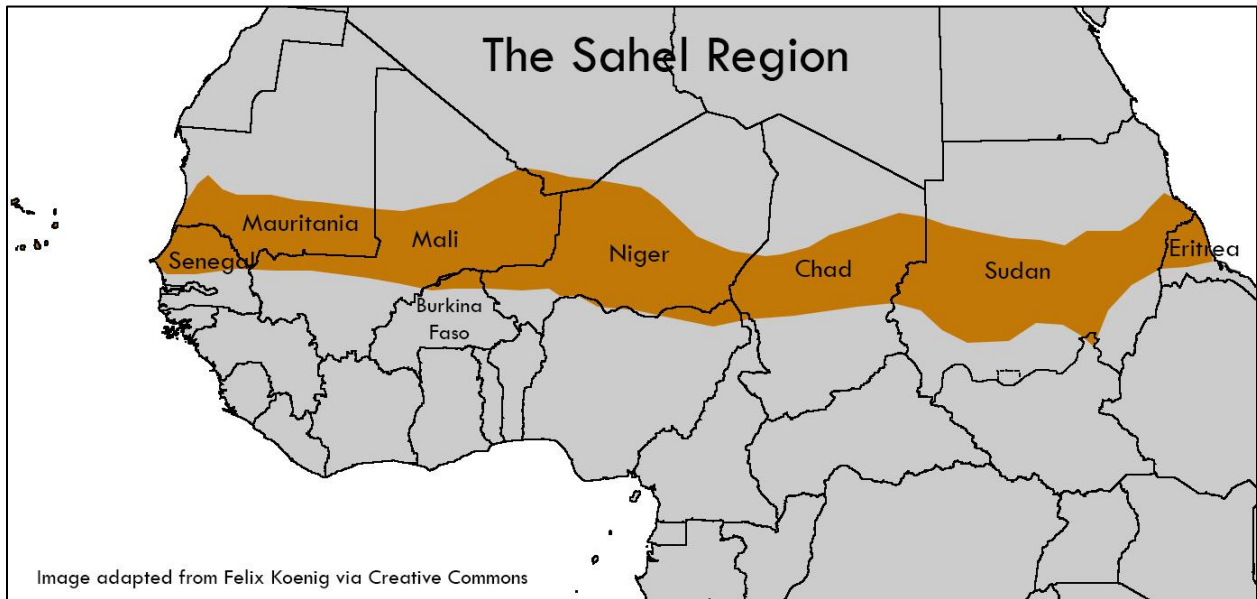 The Sahel Region
Mauritania
Mali
Senegal
Niger
Chad
Sudan
Eritrea
Burkina
Faso
Image adapted from Felix Koenig via Creative Commons